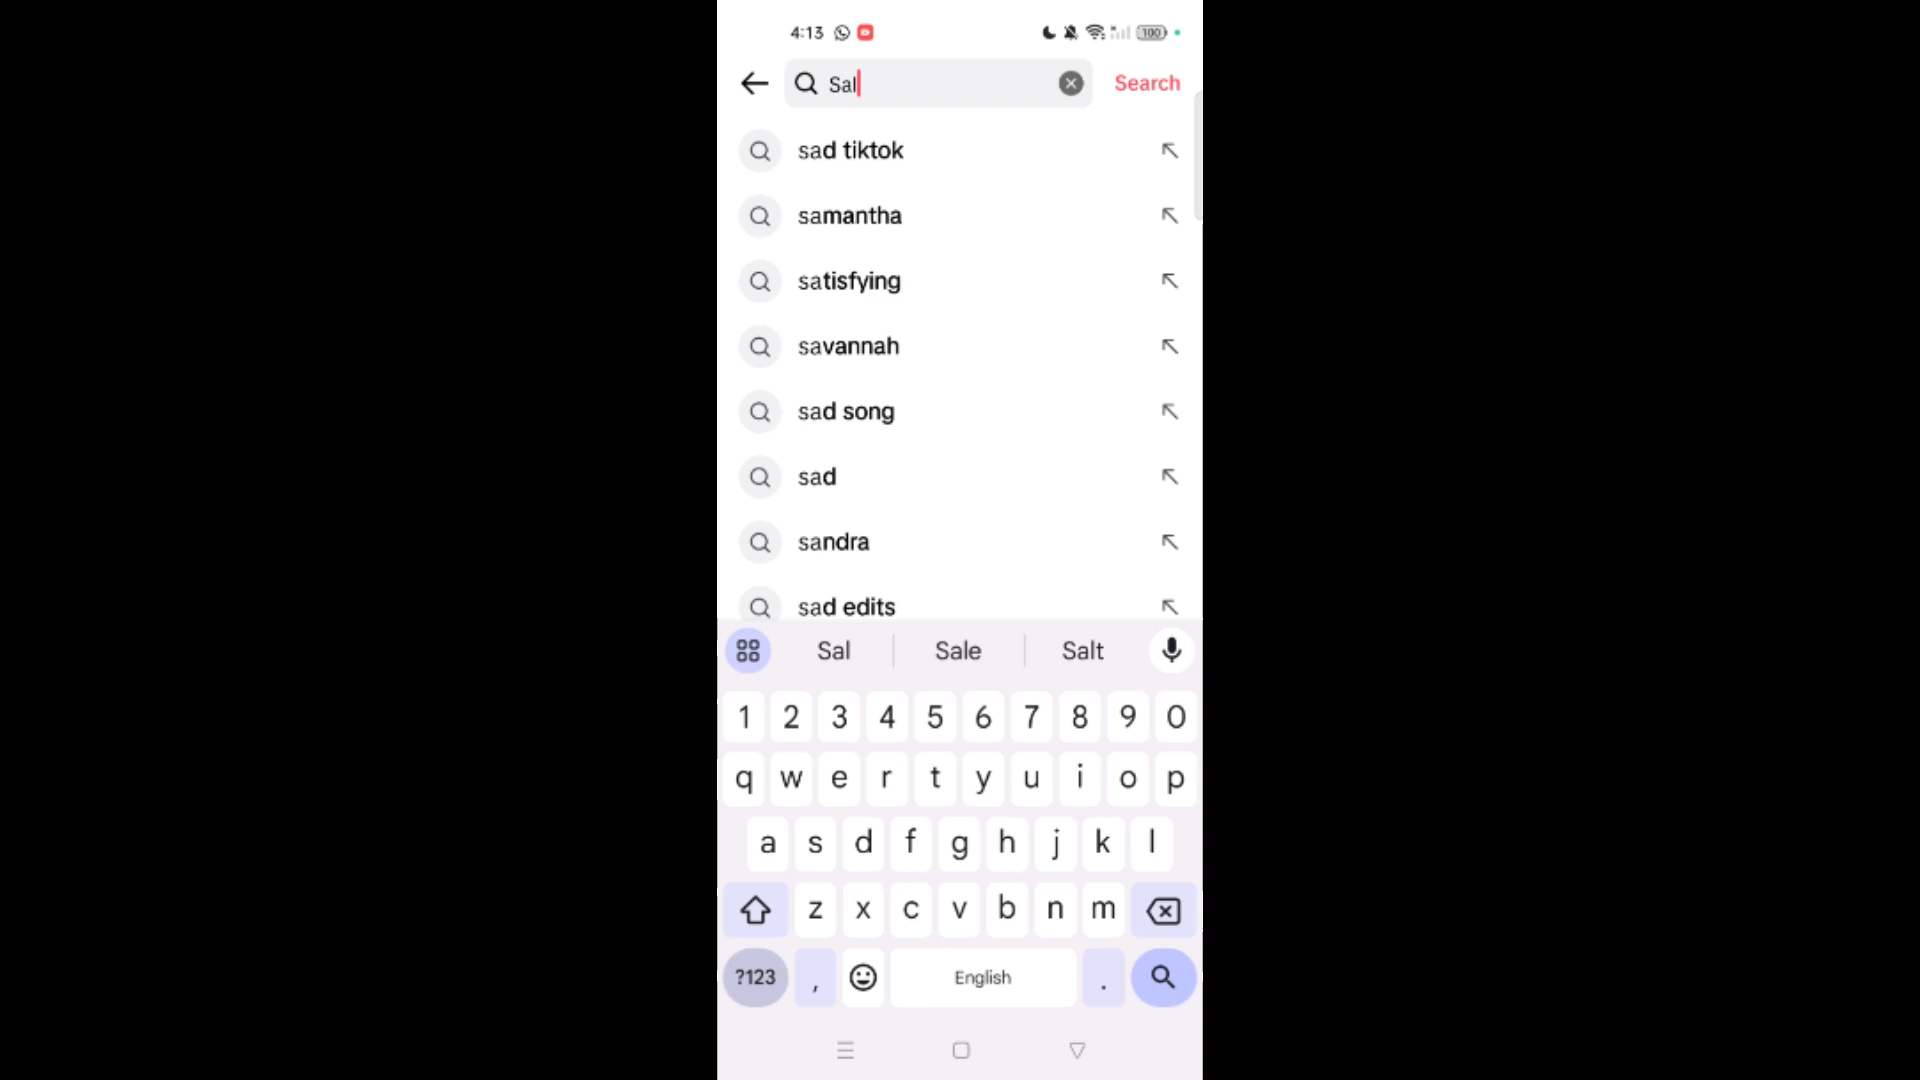 4:13 100
Sal Search
sad tiktok
samantha
satisfying
savannah
sad song
sad
sandra
sad edits
Sal Sale Salt
1 2 3 4 5 6 7 8 9 0
q w e r t y u i o p
a s d f g h j k l
z x c v b n m
?123 , English .